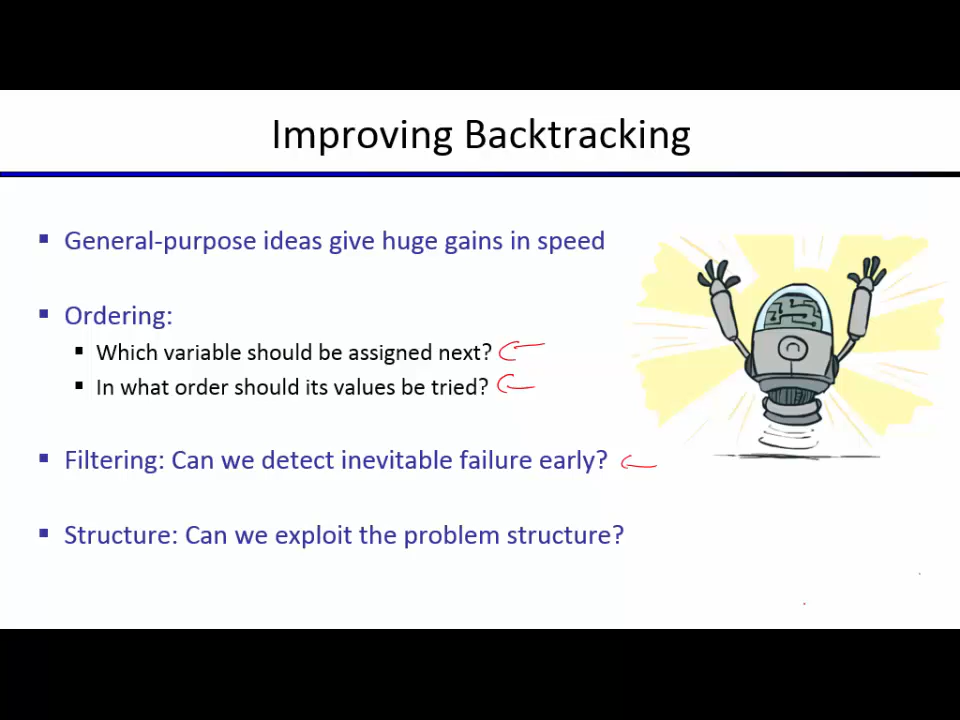 Improving Backtracking
▪ General-purpose ideas give huge gains in speed
▪ Ordering:
▪ Which variable should be assigned next?
▪ In what order should its values be tried?
▪ Filtering: Can we detect inevitable failure early?
▪ Structure: Can we exploit the problem structure?